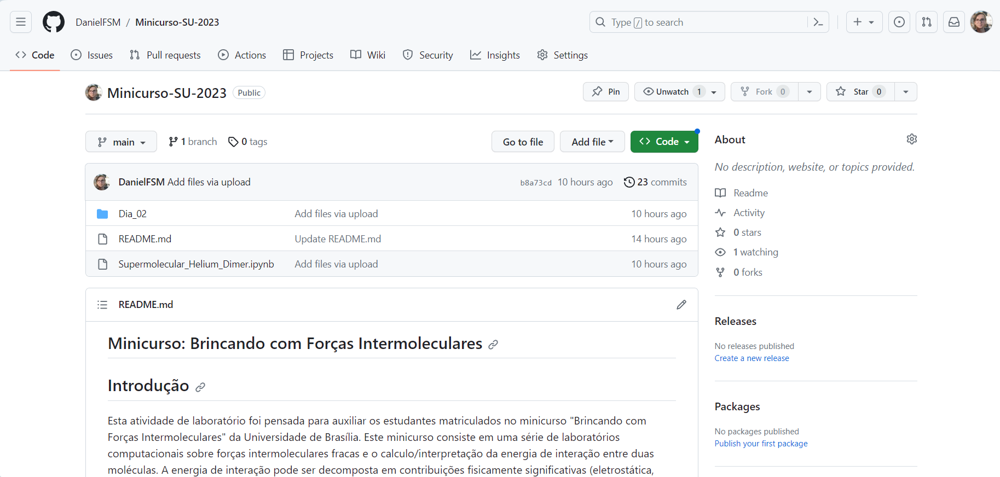 DanielFSM / Minicurso-SU-2023
Type / to search
Code Issues Pull requests Actions Projects Wiki Security Insights Settings
Minicurso-SU-2023 Public
Pin Unwatch 1 Fork 0 Star 0
main 1 branch 0 tags Go to file Add file Code
DanielFSM Add files via upload b8a73cd 10 hours ago 23 commits
Dia_02 Add files via upload 10 hours ago
README.md Update README.md 14 hours ago
Supermolecular_Helium_Dimer.ipynb Add files via upload 10 hours ago
README.md
Minicurso: Brincando com Forças Intermoleculares
Introdução
Esta atividade de laboratório foi pensada para auxiliar os estudantes matriculados no minicurso "Brincando com
Forças Intermoleculares" da Universidade de Brasília. Este minicurso consiste em uma série de laboratórios
computacionais sobre forças intermoleculares fracas e o calculo/interpretação da energia de interação entre duas
moléculas. A energia de interação pode ser decomposta em contribuições fisicamente significativas (eletrostática,
About
No description, website, or topics provided.
Readme
Activity
0 stars
1 watching
0 forks
Releases
No releases published
Create a new release
Packages
No packages published
Publish your first package